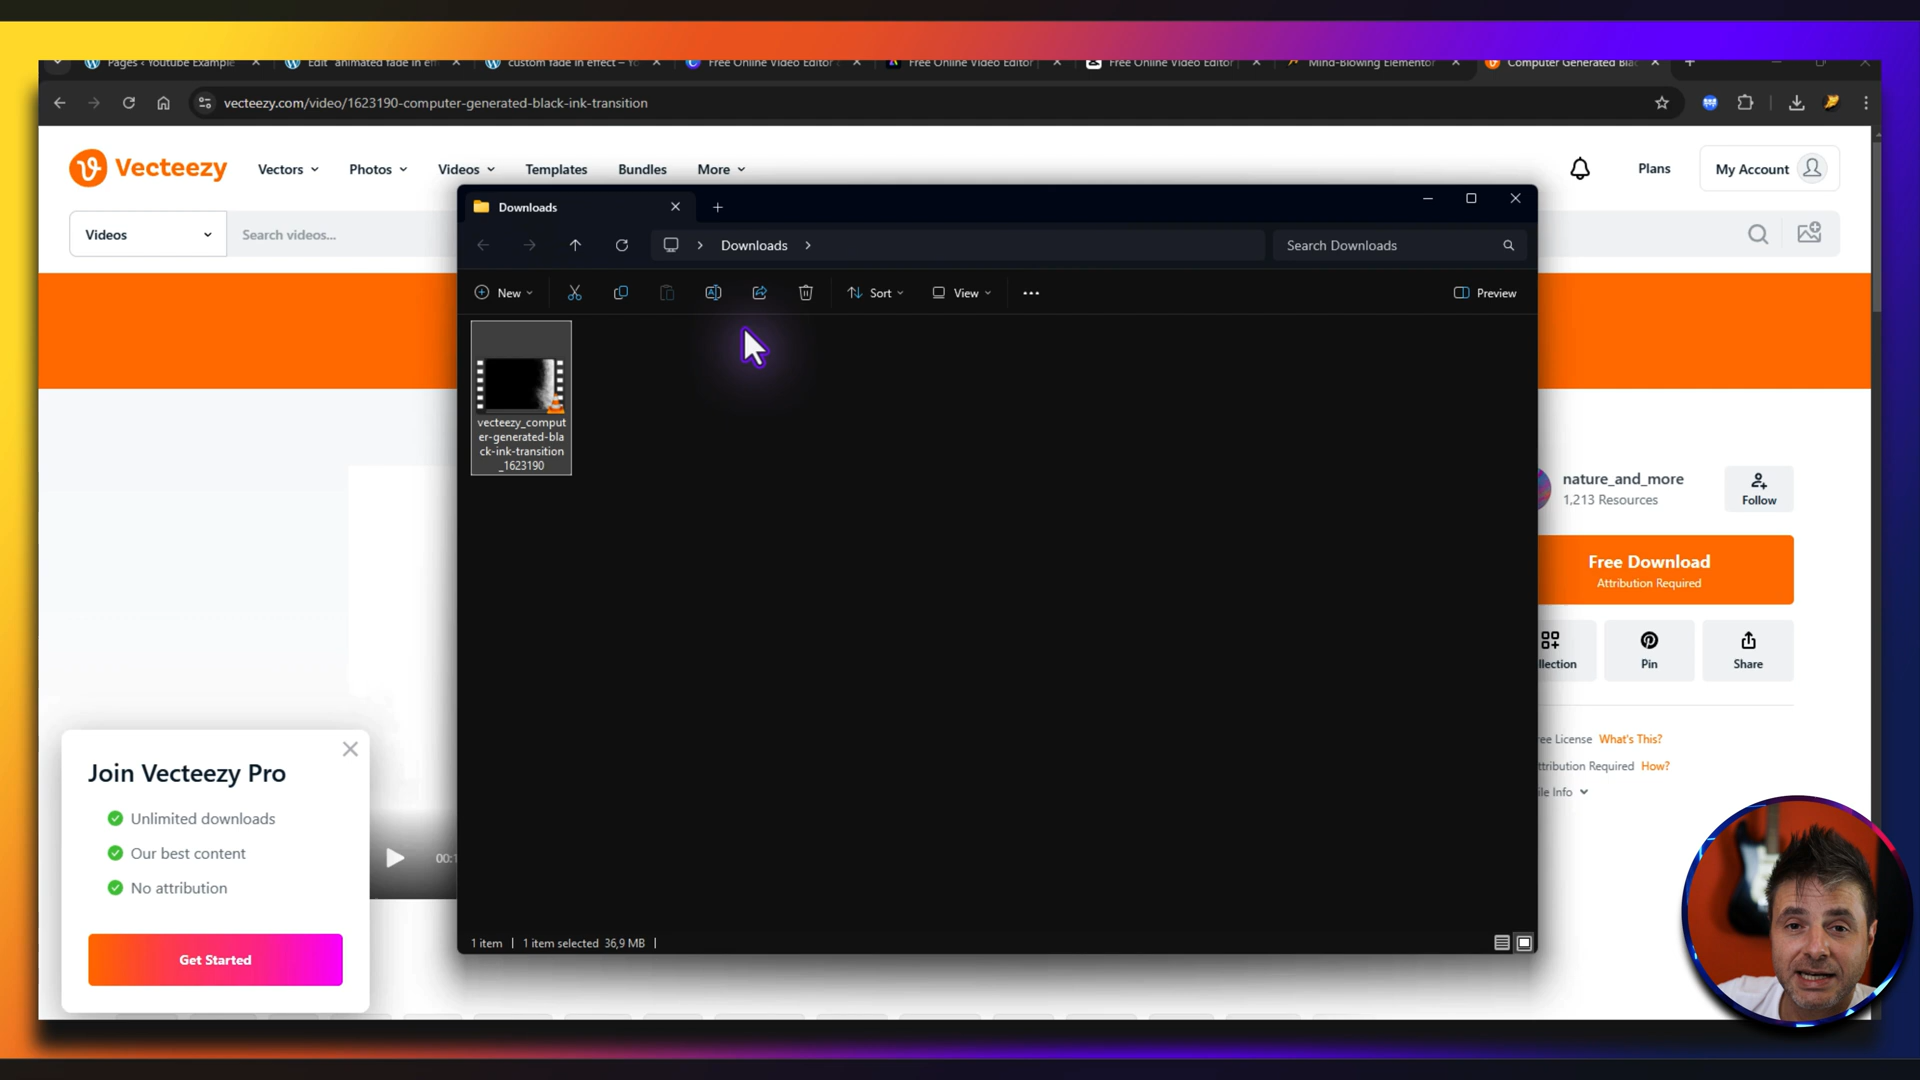 Pages ‹ Youtube Example
Edit "animated fade in eff
custom fade in effect – Yo
Free Online Video Editor
Free Online Video Editor
Free Online Video Editor
Mind-Blowing Elementor
Computer Generated Blac
vecteezy.com/video/1623190-computer-generated-black-ink-transition
Vecteezy
Vectors
Photos
Videos
Templates
Bundles
More
Plans
My Account
Videos
Search videos...
Downloads
Downloads
Search Downloads
New
Sort
View
Preview
vecteezy_comput
er-generated-bla
ck-ink-transition
_1623190
nature_and_more
1,213 Resources
Follow
Free Download
Attribution Required
llection
Pin
Share
ree License What's This?
ttribution Required How?
ile Info
Join Vecteezy Pro
Unlimited downloads
Our best content
No attribution
Get Started
00:1
1 item
1 item selected 36,9 MB